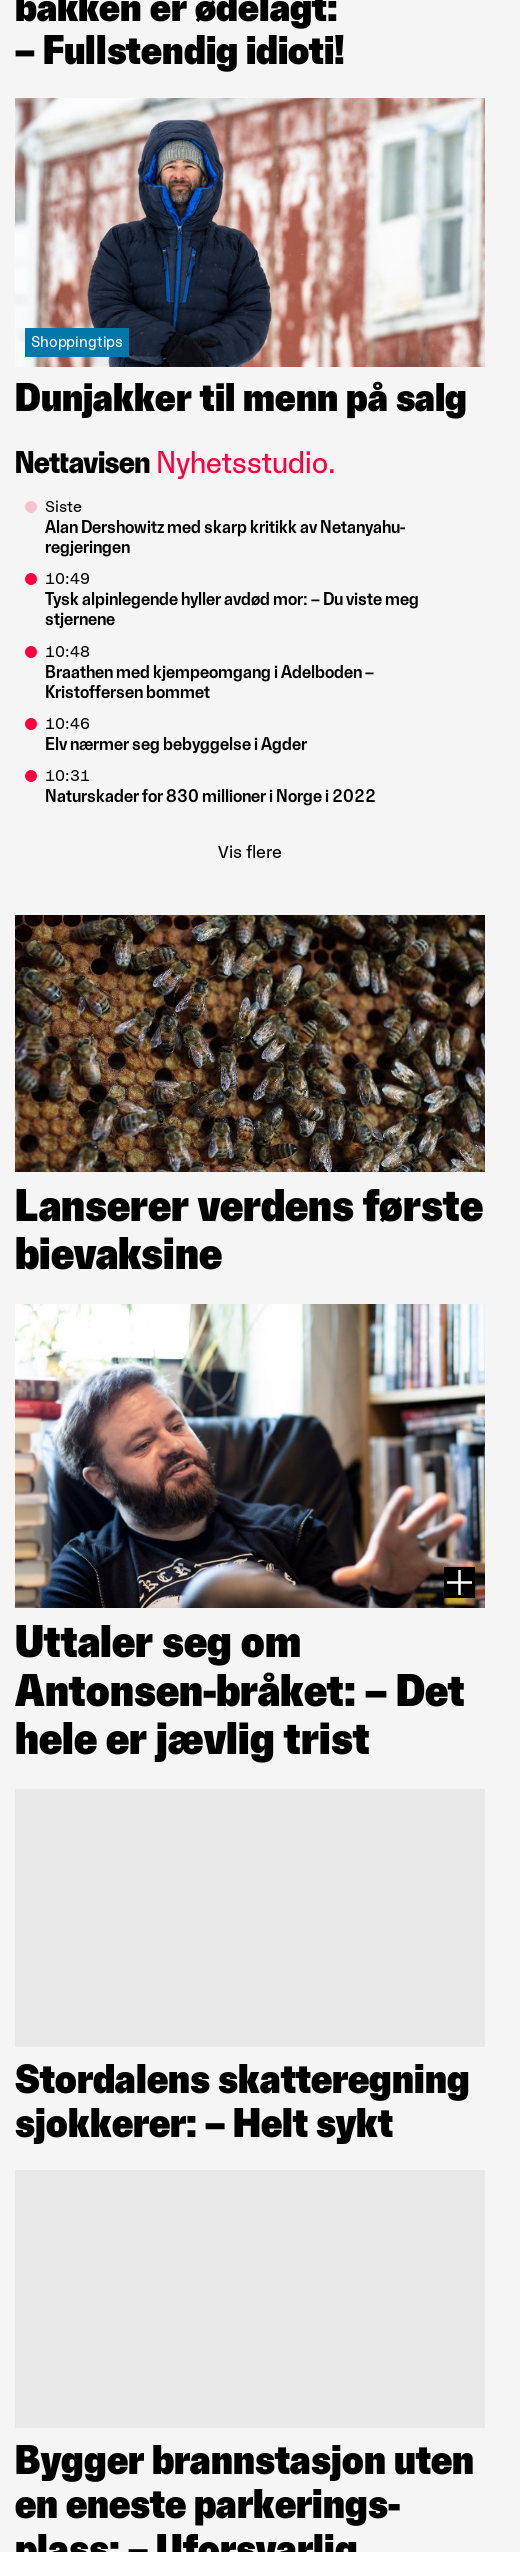 bakken er ødelagt:
– Fullstendig idioti!
Shoppingtips
Dunjakker til menn på salg
Nettavisen Nyhetsstudio.
Siste
Alan Dershowitz med skarp kritikk av Netanyahu-
regjeringen
10:49
Tysk alpinlegende hyller avdød mor: – Du viste meg
stjernene
10:48
Braathen med kjempeomgang i Adelboden –
Kristoffersen bommet
10:46
Elv nærmer seg bebyggelse i Agder
10:31
Naturskader for 830 millioner i Norge i 2022
Vis flere
Lanserer verdens første
bievaksine
Uttaler seg om
Antonsen-bråket: – Det
hele er jævlig trist
Stordalens skatteregning
sjokkerer: – Helt sykt
Bygger brannstasjon uten
en eneste parkerings-
plass: – Uforsvarlig